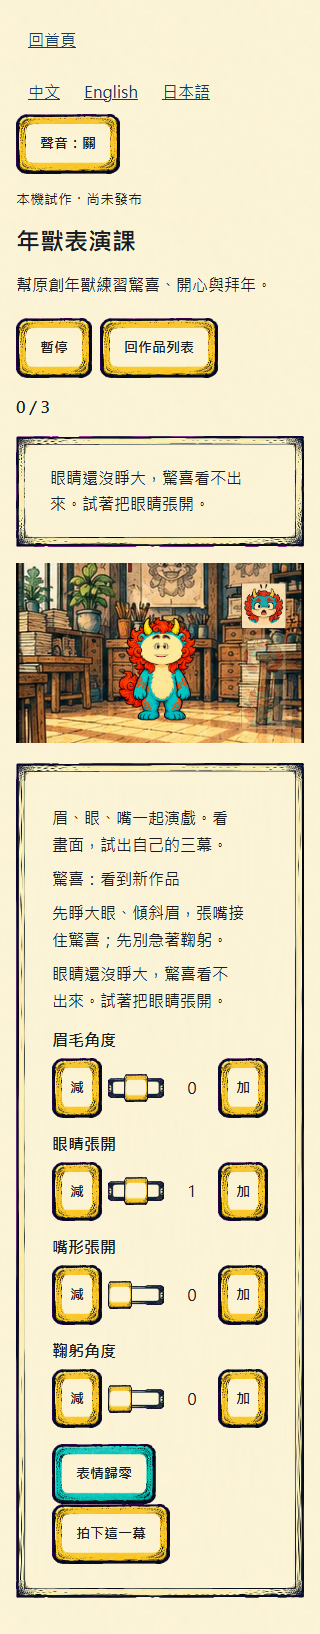 回首頁
中文 English 日本語
聲音：關
本機試作・尚未發布
年獸表演課
幫原創年獸練習驚喜、開心與拜年。
暫停 回作品列表
0 / 3
眼睛還沒睜大，驚喜看不出
來。試著把眼睛張開。
眉、眼、嘴一起演戲。看
畫面，試出自己的三幕。
驚喜：看到新作品
先睜大眼、傾斜眉，張嘴接
住驚喜；先別急著鞠躬。
眼睛還沒睜大，驚喜看不
出來。試著把眼睛張開。
眉毛角度
減 0 加
眼睛張開
減 1 加
嘴形張開
減 0 加
鞠躬角度
減 0 加
表情歸零
拍下這一幕